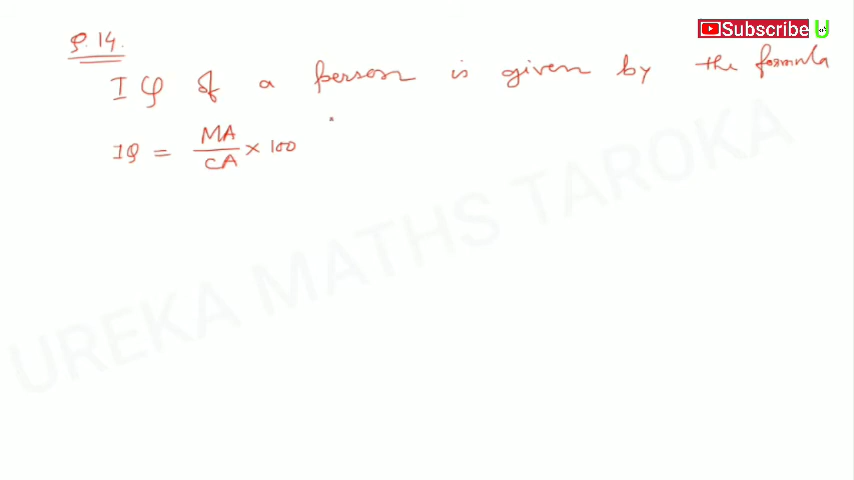 Subscribe
Q.14.
IQ of a person is given by the formula
IQ = MA/CA × 100
UREKA MATHS TAROKA